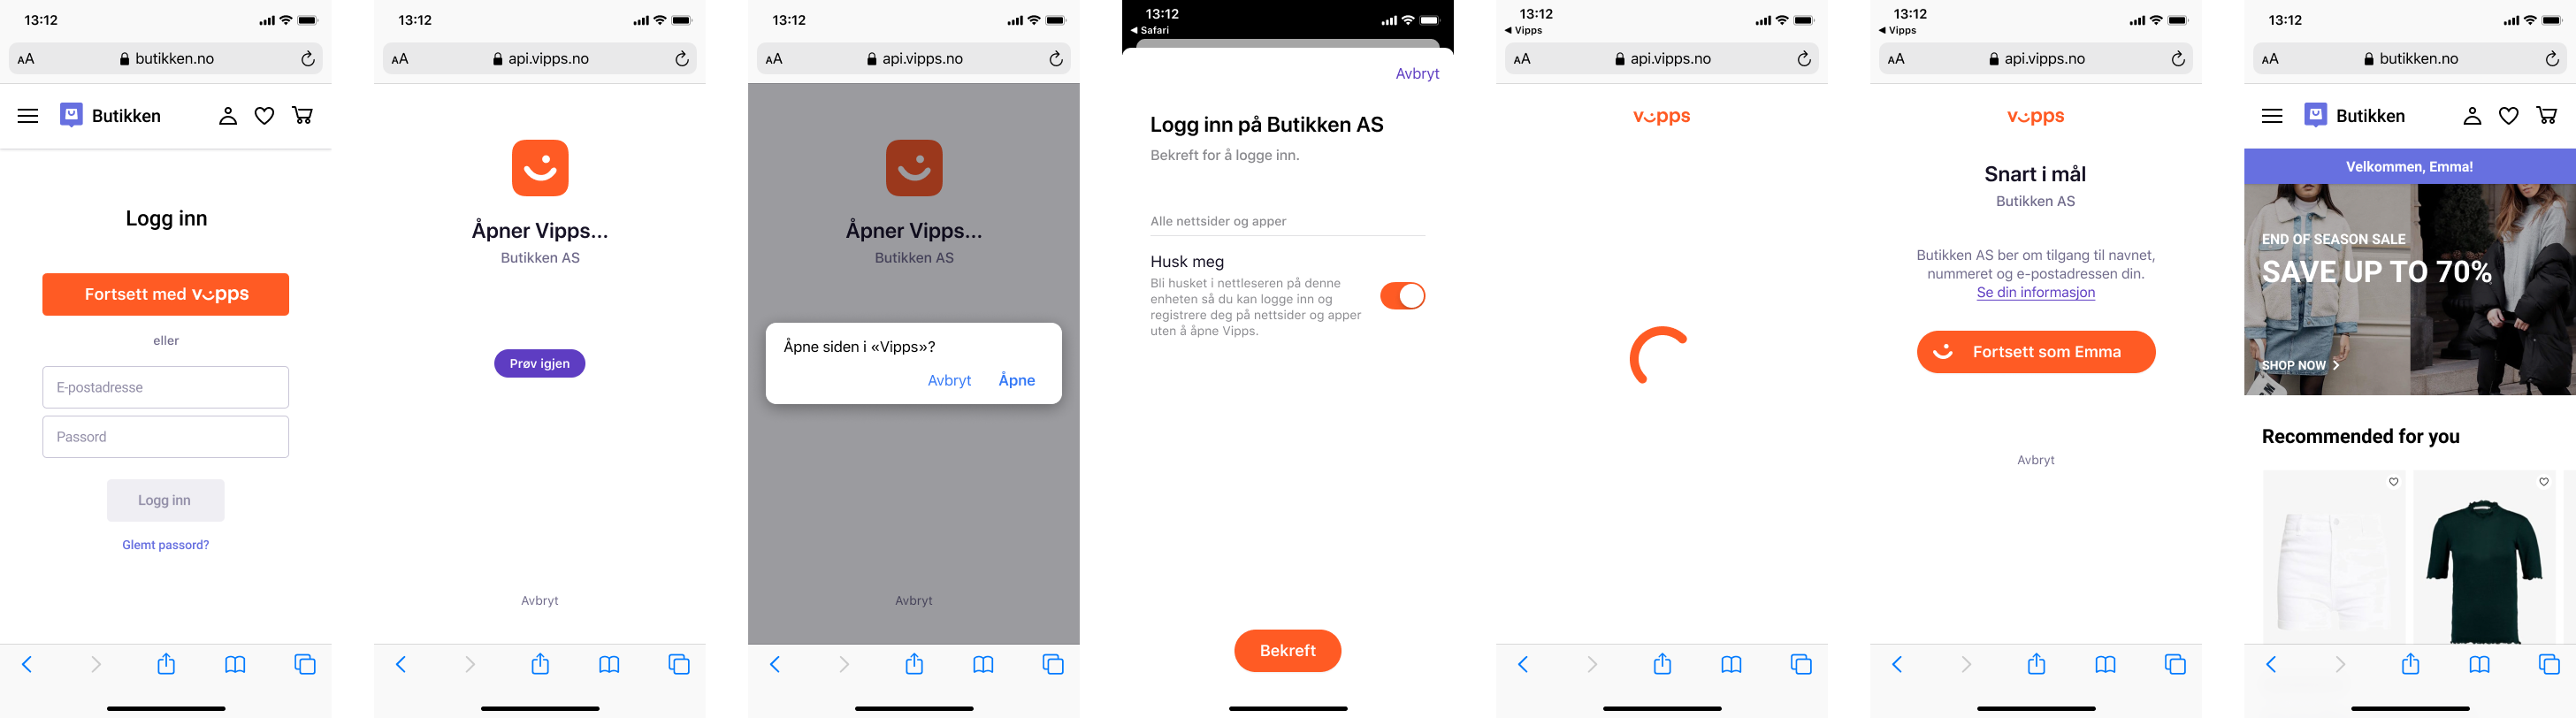 13:12
AA butikken.no
Butikken
Logg inn
Fortsett med vipps
eller
E-postadresse
Passord
Logg inn
Glemt passord?
13:12
AA api.vipps.no
Åpner Vipps...
Butikken AS
Prøv igjen
Avbryt
13:12
AA api.vipps.no
Åpner Vipps...
Butikken AS
Åpne siden i «Vipps»?
Avbryt Åpne
Avbryt
13:12
Safari
Avbryt
Logg inn på Butikken AS
Bekreft for å logge inn.
Alle nettsider og apper
Husk meg
Bli husket i nettleseren på denne
enheten så du kan logge inn og
registrere deg på nettsider og apper
uten å åpne Vipps.
Bekreft
13:12
Vipps
AA api.vipps.no
vipps
13:12
Vipps
AA api.vipps.no
vipps
Snart i mål
Butikken AS
Butikken AS ber om tilgang til navnet,
nummeret og e-postadressen din.
Se din informasjon
Fortsett som Emma
Avbryt
13:12
AA butikken.no
Butikken
Velkommen, Emma!
END OF SEASON SALE
SAVE UP TO 70%
SHOP NOW
Recommended for you